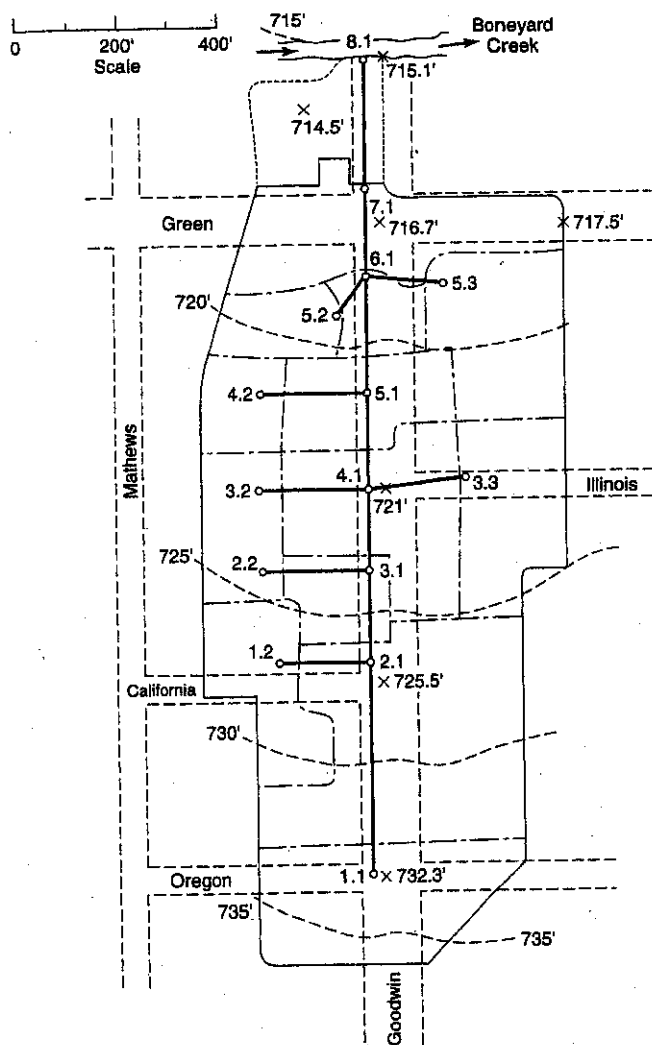 0 200' 400'
Scale
715'
8.1
Boneyard
Creek
715.1'
714.5'
7.1
Green
716.7'
717.5'
6.1
5.3
720'
5.2
4.2
5.1
Mathews
4.1
3.3
3.2
721'
Illinois
725'
2.2
3.1
1.2
2.1
California
725.5'
730'
1.1
732.3'
Oregon
735'
735'
Goodwin